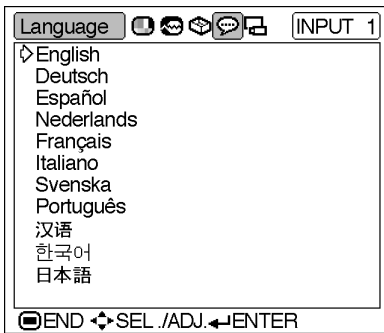 Language INPUT 1
English
Deutsch
Español
Nederlands
Français
Italiano
Svenska
Português
汉语
한국어
日本語
END SEL./ADJ. ENTER